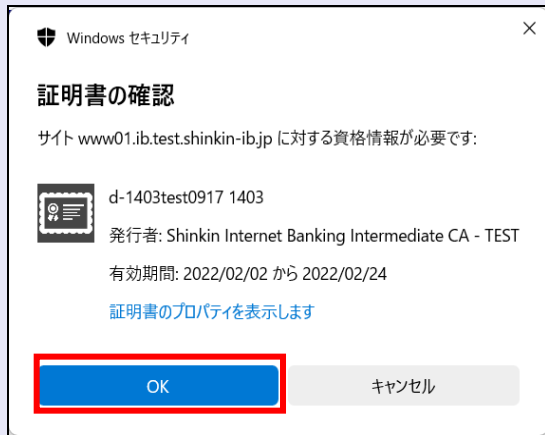 Windows セキュリティ
証明書の確認
サイト www01.ib.test.shinkin-ib.jp に対する資格情報が必要です:
d-1403test0917 1403
発行者: Shinkin Internet Banking Intermediate CA - TEST
有効期間: 2022/02/02 から 2022/02/24
証明書のプロパティを表示します
OK
キャンセル